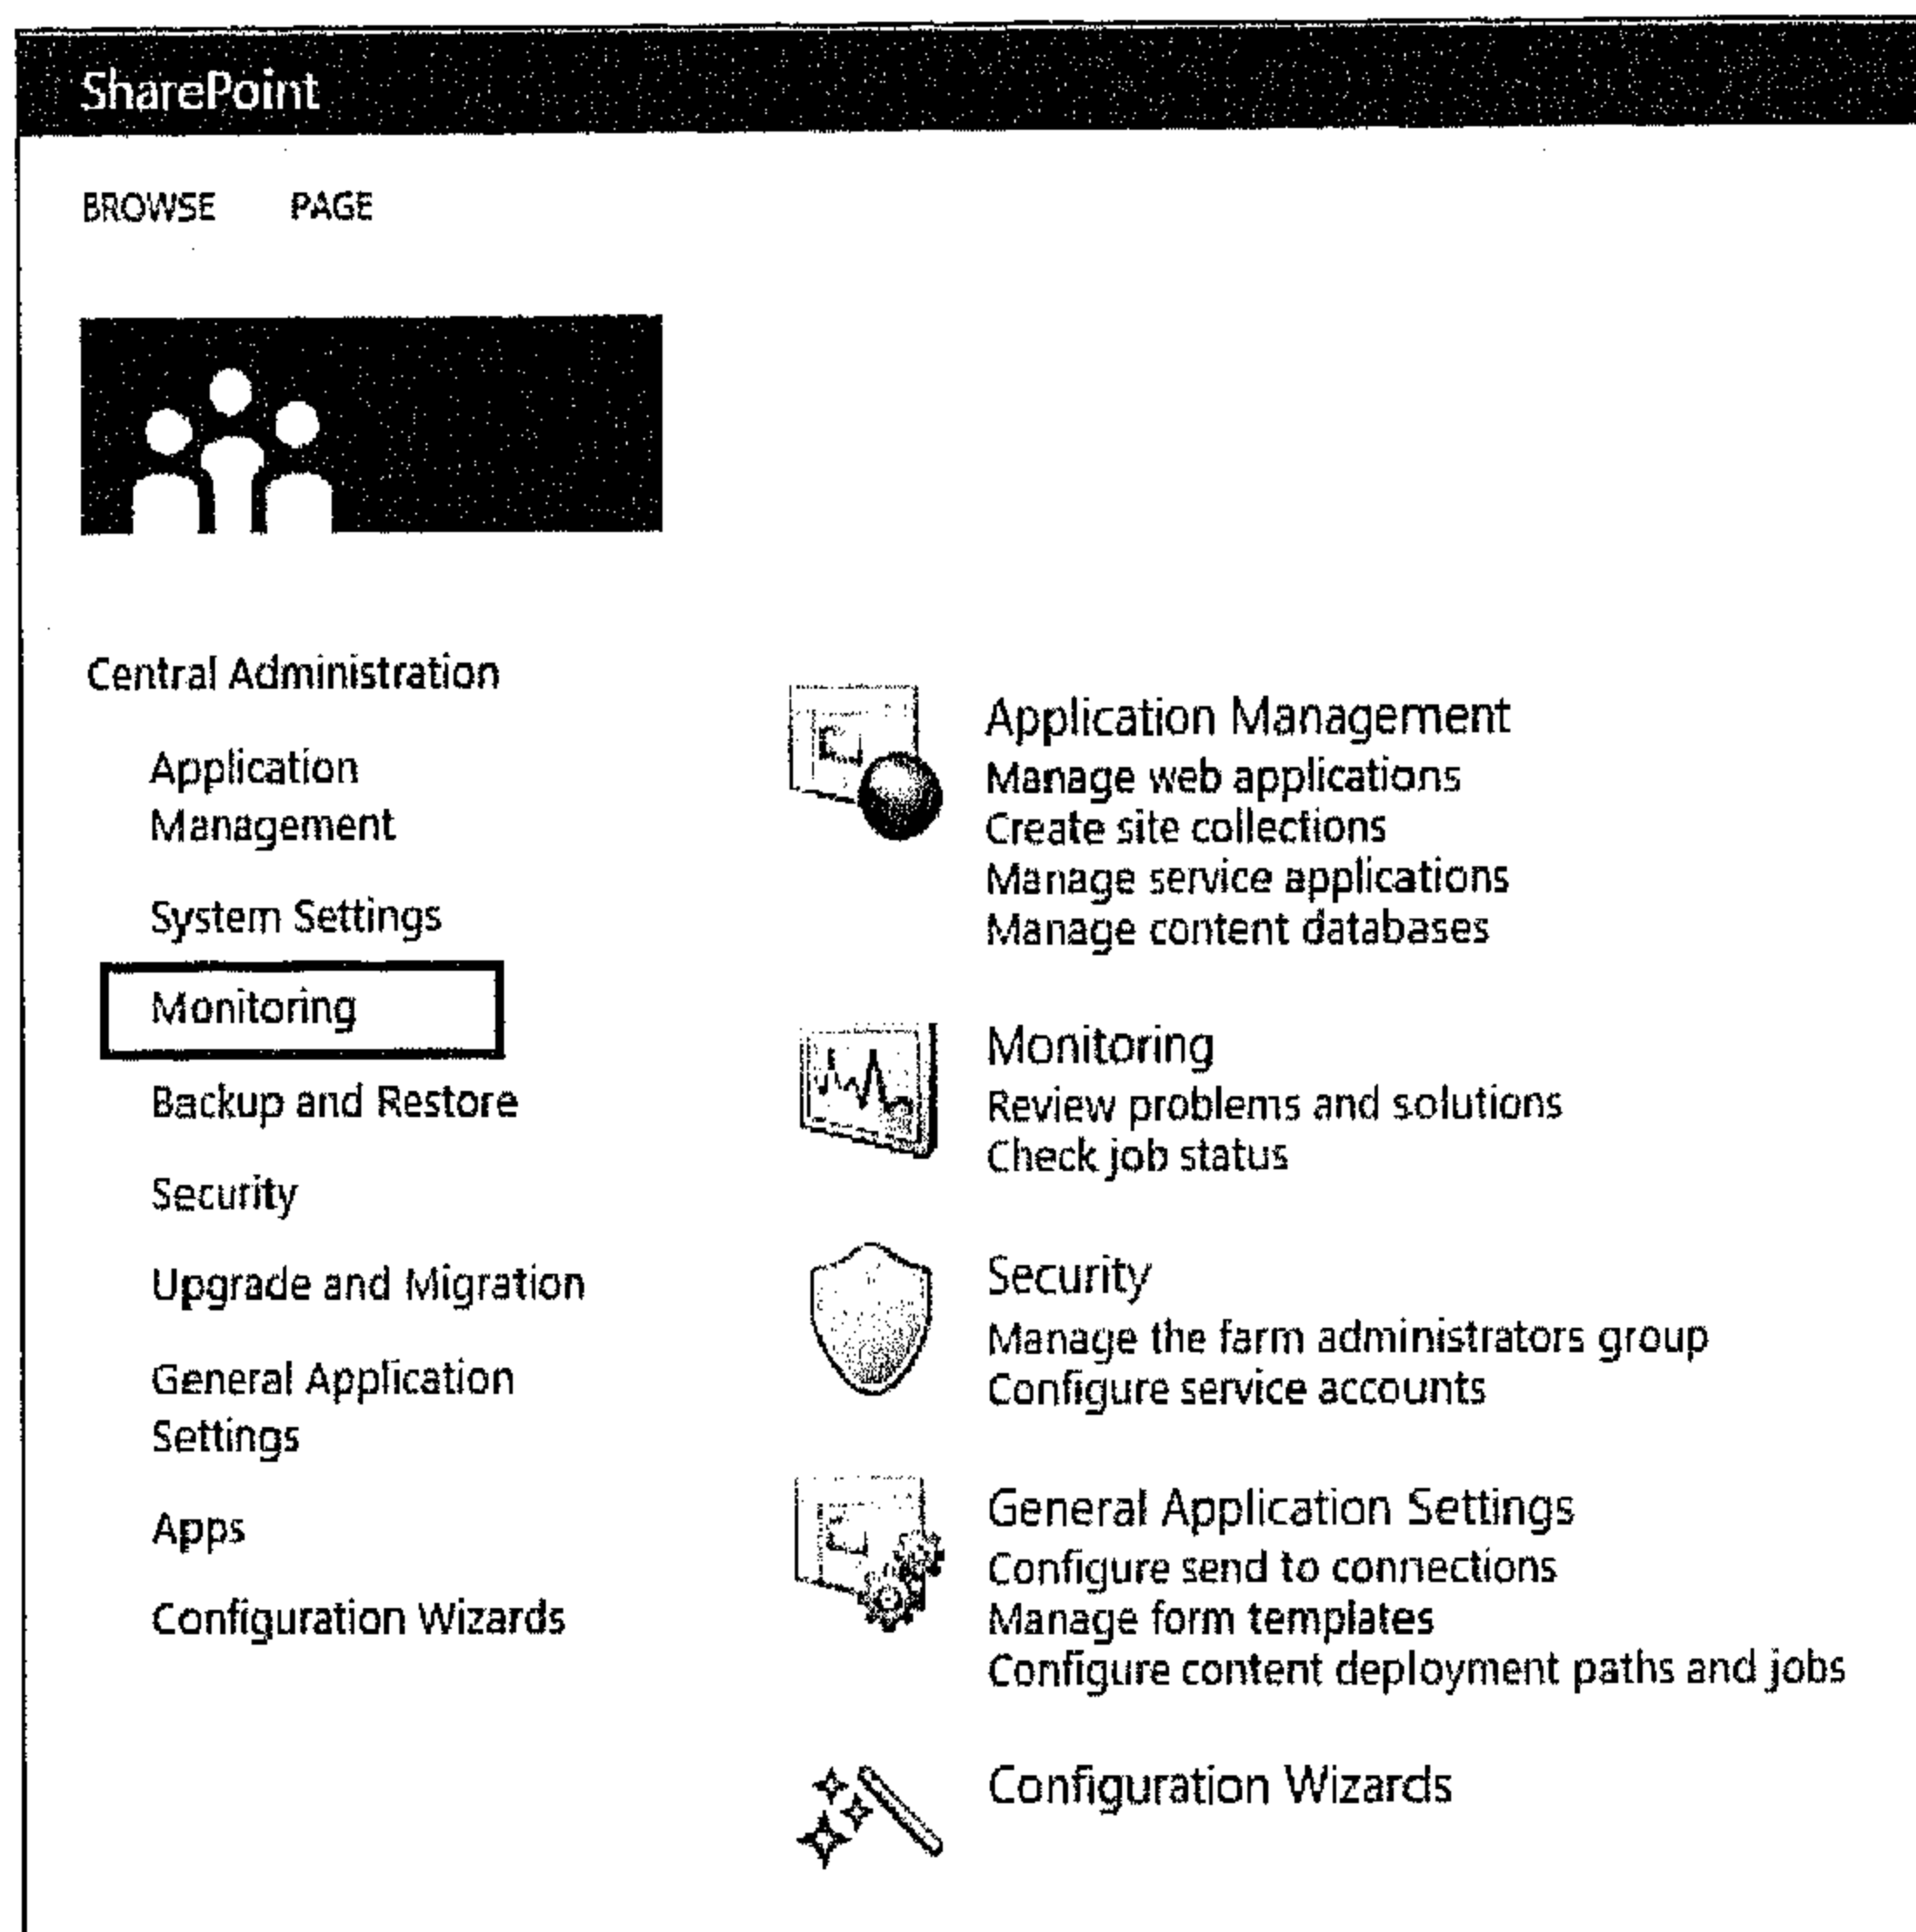 SharePoint
BROWSE PAGE
Central Administration
Application
Management
System Settings
Monitoring
Backup and Restore
Security
Upgrade and Migration
General Application
Settings
Apps
Configuration Wizards
Application Management
Manage web applications
Create site collections
Manage service applications
Manage content databases
Monitoring
Review problems and solutions
Check job status
Security
Manage the farm administrators group
Configure service accounts
General Application Settings
Configure send to connections
Manage form templates
Configure content deployment paths and jobs
Configuration Wizards